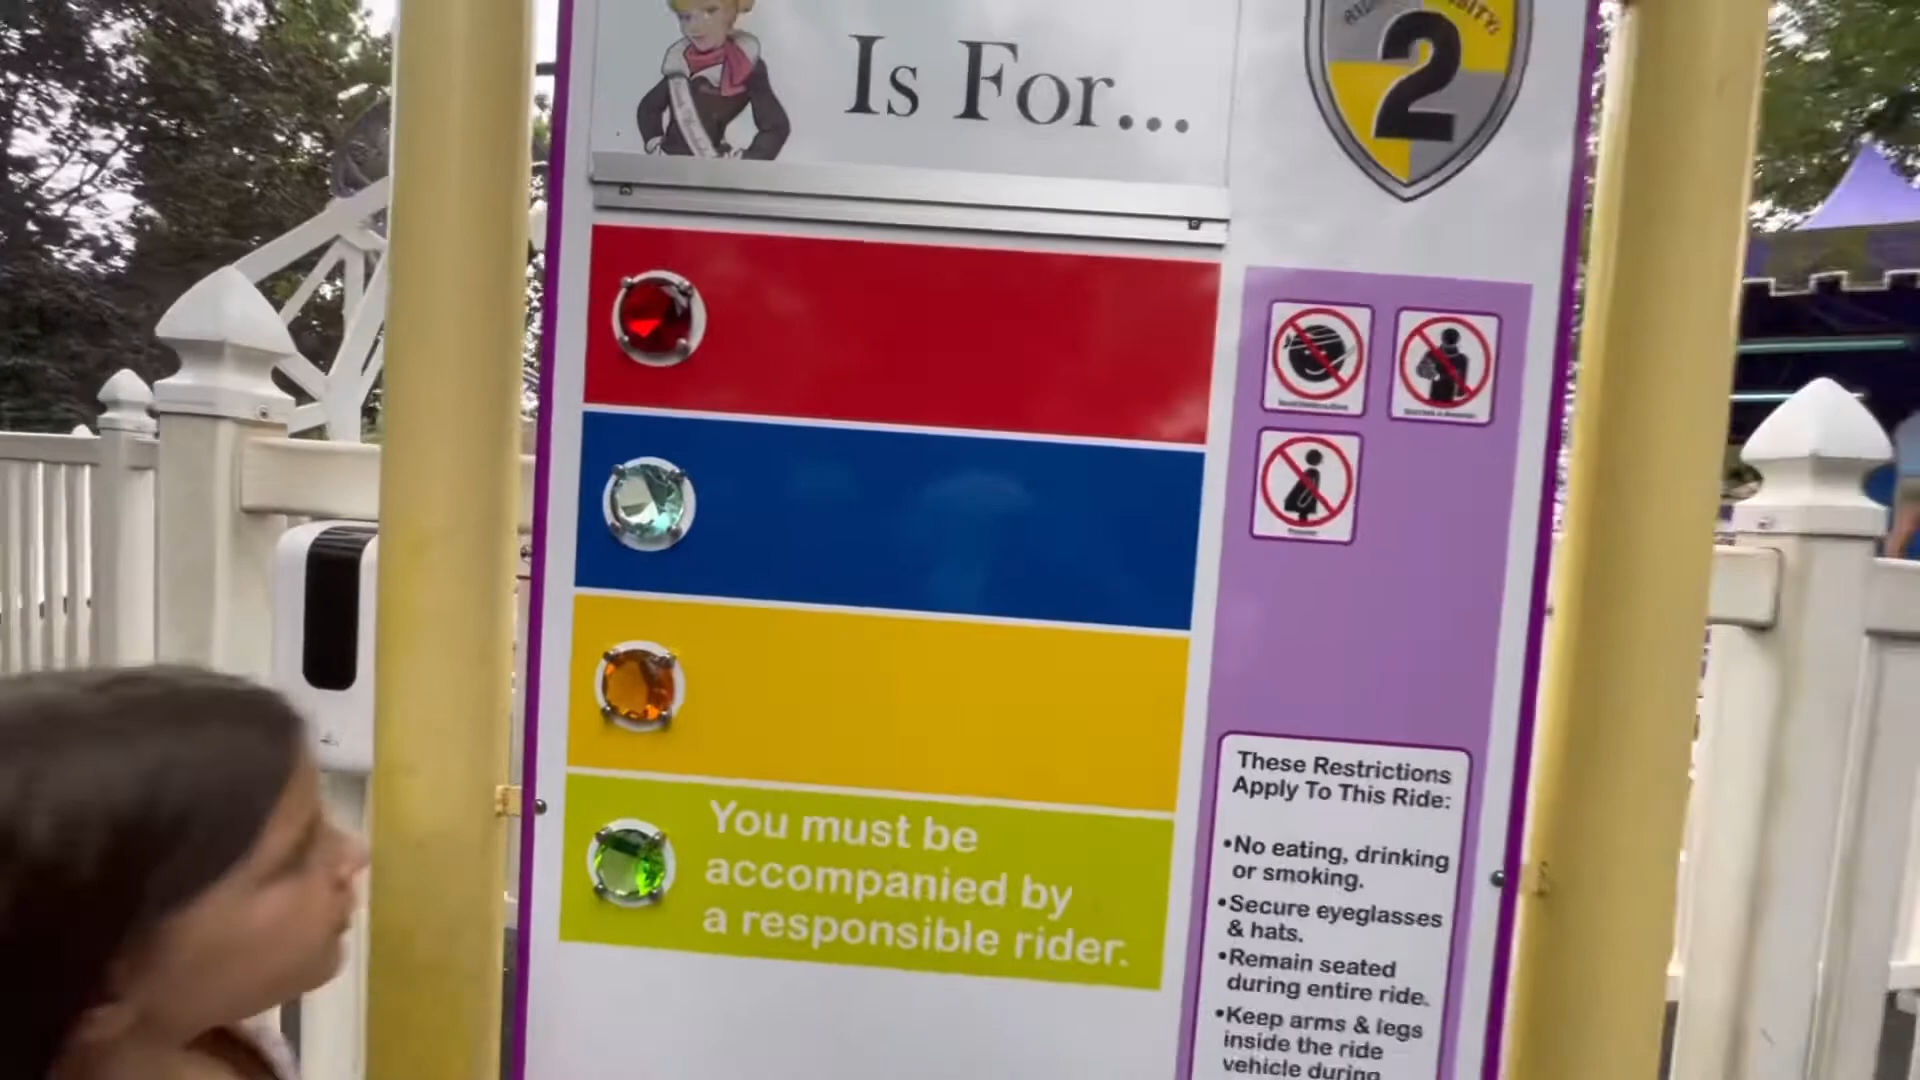 Is For...
2
You must be
accompanied by
a responsible rider.
These Restrictions
Apply To This Ride:
•No eating, drinking
or smoking.
•Secure eyeglasses
& hats.
•Remain seated
during entire ride.
•Keep arms & legs
inside the ride
vehicle during